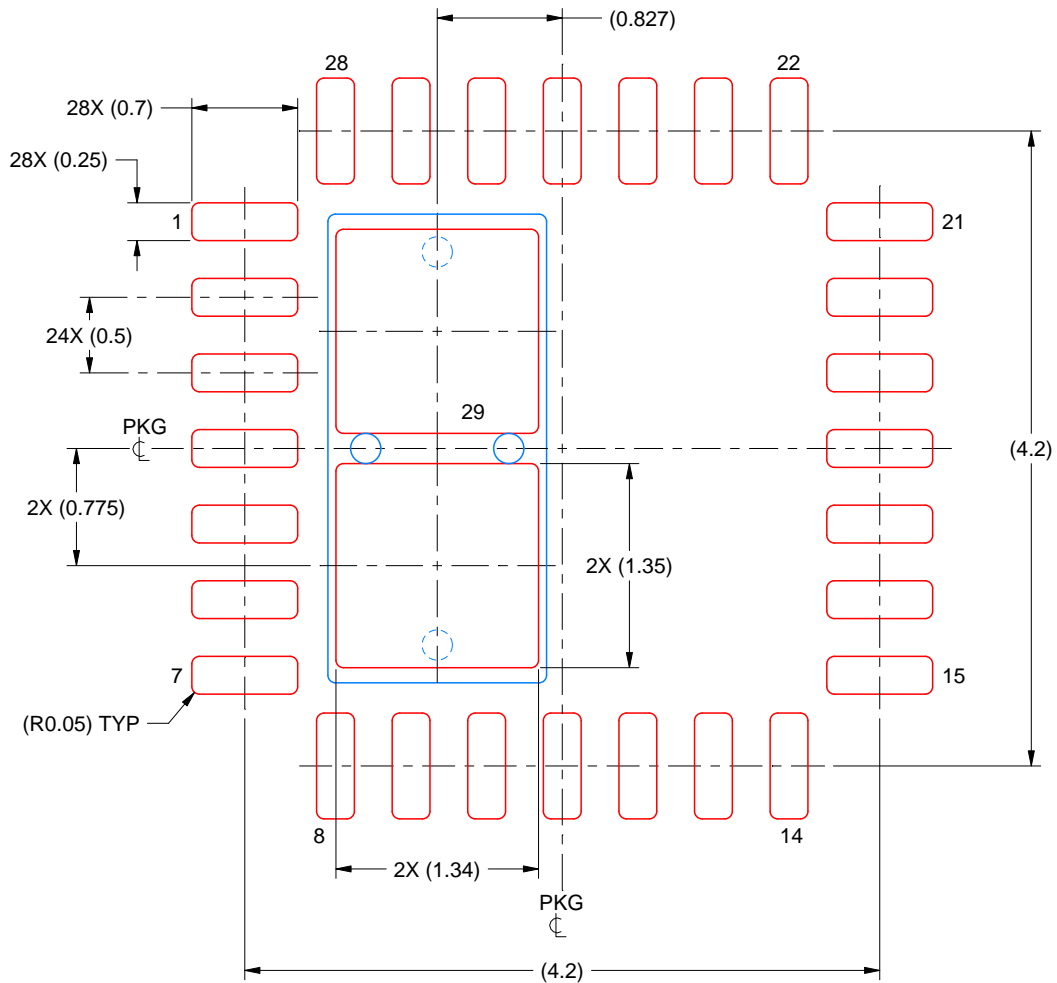 (0.827)
28
22
28X (0.7)
28X (0.25)
1
21
24X (0.5)
29
PKG
℄
(4.2)
2X (0.775)
2X (1.35)
7
15
(R0.05) TYP
8
14
2X (1.34)
PKG
℄
(4.2)